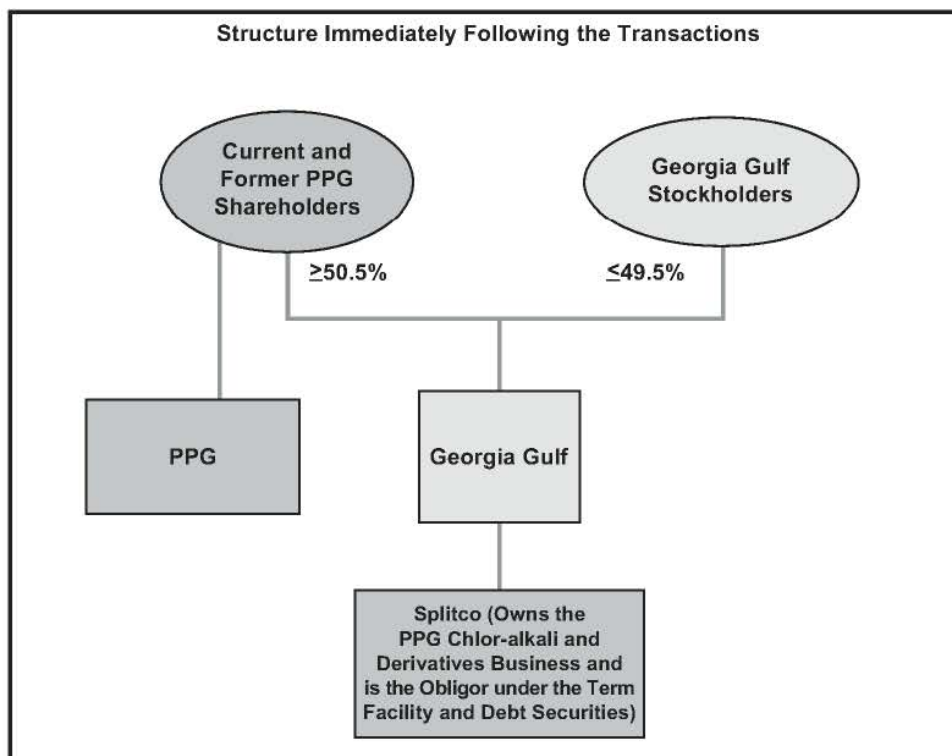 Structure Immediately Following the Transactions
Current and
Former PPG
Shareholders
Georgia Gulf
Stockholders
≥50.5%
≤49.5%
PPG
Georgia Gulf
Splitco (Owns the
PPG Chlor-alkali and
Derivatives Business and
is the Obligor under the Term
Facility and Debt Securities)